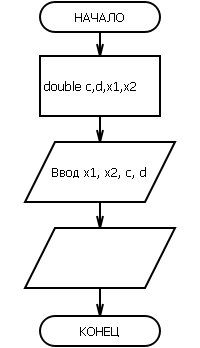 НАЧАЛО
double c,d,x1,x2
Ввод x1, x2, c, d
КОНЕЦ